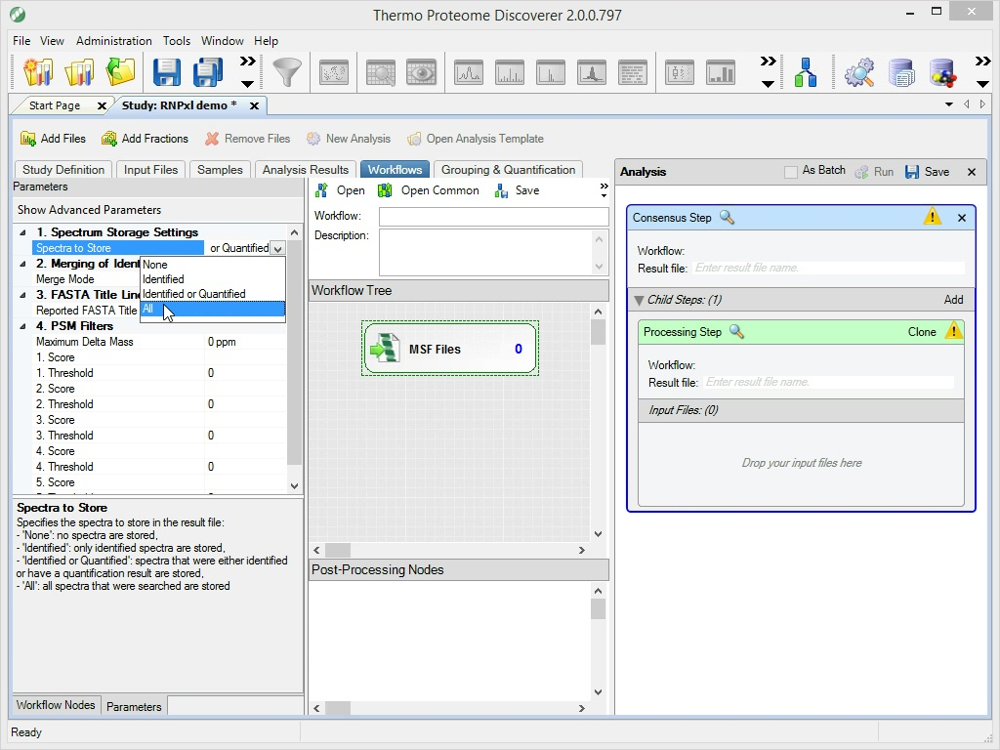 Thermo Proteome Discoverer 2.0.0.797
File View Administration Tools Window Help
Start Page
Study: RNPxl demo *
Add Files Add Fractions Remove Files New Analysis Open Analysis Template
Study Definition Input Files Samples Analysis Results Workflows Grouping & Quantification
Parameters
Show Advanced Parameters
1. Spectrum Storage Settings
Spectra to Store or Quantified
2. Merging of Ident
Merge Mode
3. FASTA Title Line
Reported FASTA Title
None
Identified
Identified or Quantified
All
4. PSM Filters
Maximum Delta Mass 0 ppm
1. Score
1. Threshold 0
2. Score
2. Threshold 0
3. Score
3. Threshold 0
4. Score
4. Threshold 0
5. Score
Spectra to Store
Specifies the spectra to store in the result file:
- 'None': no spectra are stored,
- 'Identified': only identified spectra are stored,
- 'Identified or Quantified': spectra that were either identified
or have a quantification result are stored,
- 'All': all spectra that were searched are stored
Workflow Nodes Parameters
Open Open Common Save
Workflow:
Description:
Workflow Tree
MSF Files 0
Post-Processing Nodes
Analysis As Batch Run Save
Consensus Step
Workflow:
Result file: Enter result file name.
Child Steps: (1) Add
Processing Step Clone
Workflow:
Result file: Enter result file name.
Input Files: (0)
Drop your input files here
Ready